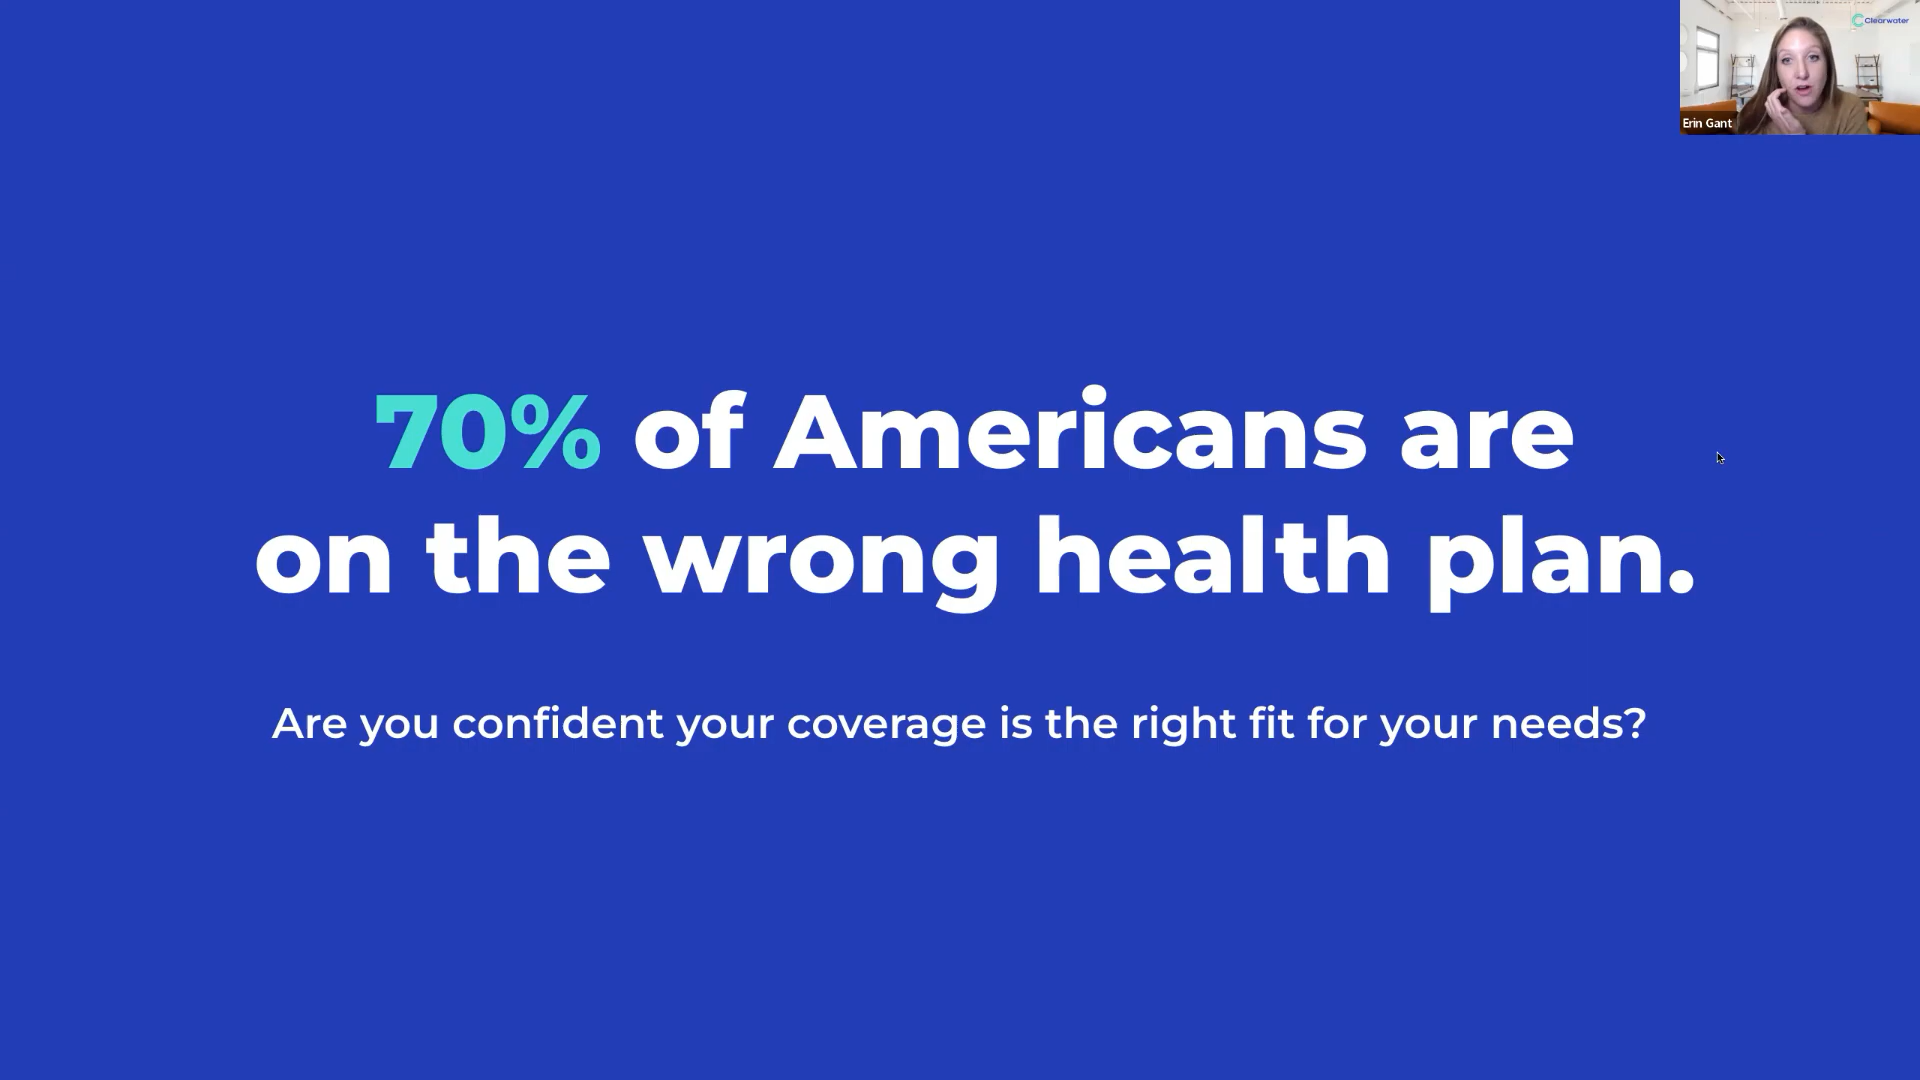 Clearwater
Erin Gant
70% of Americans are
on the wrong health plan.
Are you confident your coverage is the right fit for your needs?